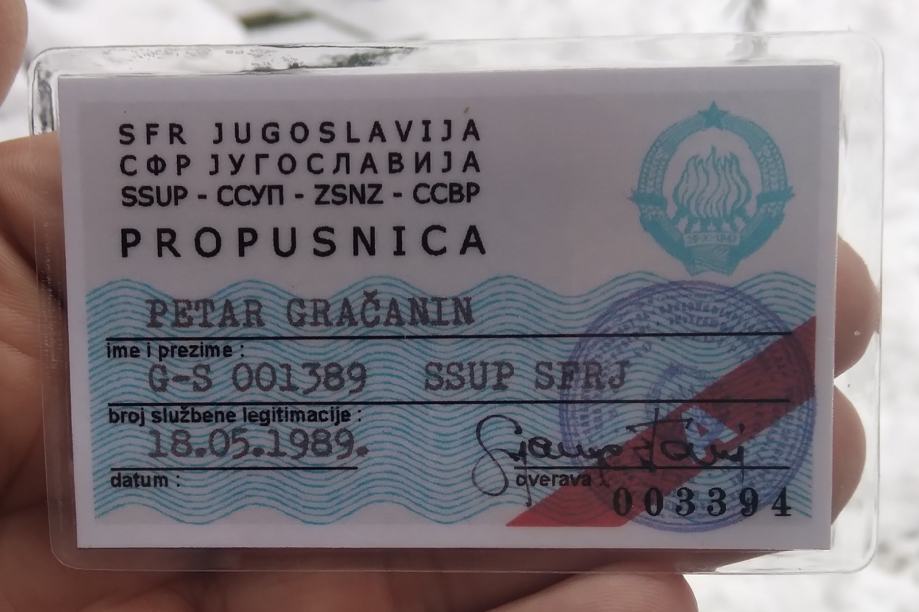 SFR JUGOSLAVIJA
СФР ЈУГОСЛАВИЈА
SSUP - ССУП - ZSNZ - ССВР
PROPUSNICA
PETAR GRAČANIN
ime i prezime :
G-S 001389 SSUP SFRJ
broj službene legitimacije :
18.05.1989.
datum :
overava
003394